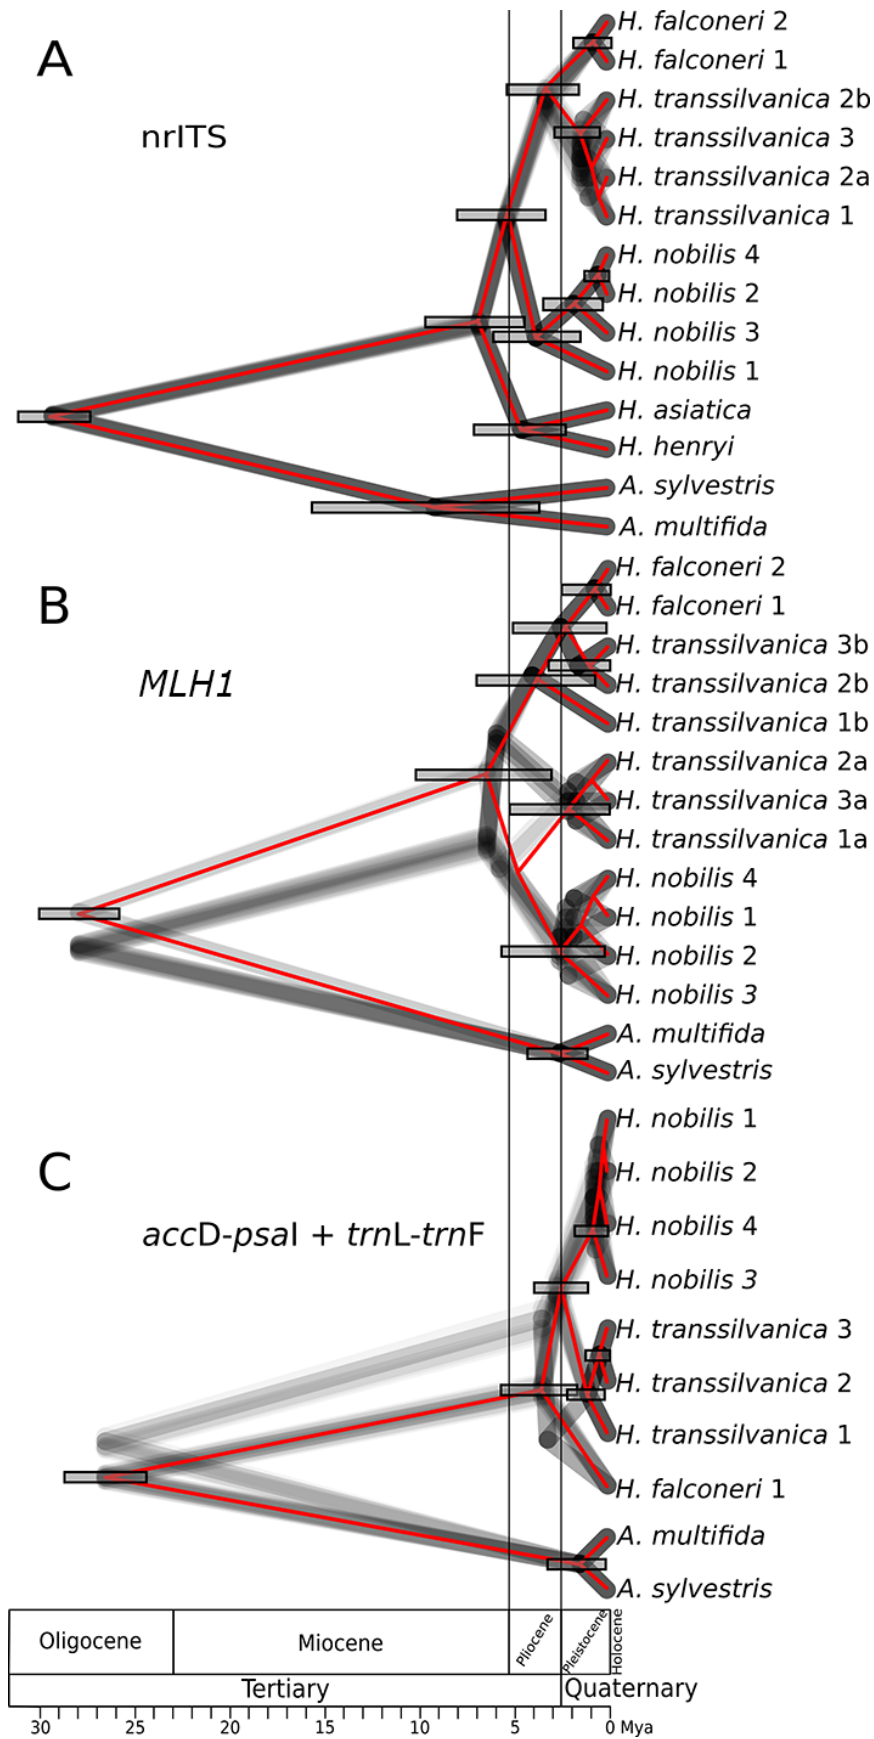 A
nrITS
H. falconeri 2
H. falconeri 1
H. transsilvanica 2b
H. transsilvanica 3
H. transsilvanica 2a
H. transsilvanica 1
H. nobilis 4
H. nobilis 2
H. nobilis 3
H. nobilis 1
H. asiatica
H. henryi
A. sylvestris
A. multifida
B
MLH1
H. falconeri 2
H. falconeri 1
H. transsilvanica 3b
H. transsilvanica 2b
H. transsilvanica 1b
H. transsilvanica 2a
H. transsilvanica 3a
H. transsilvanica 1a
H. nobilis 4
H. nobilis 1
H. nobilis 2
H. nobilis 3
A. multifida
A. sylvestris
C
accD-psaI + trnL-trnF
H. nobilis 1
H. nobilis 2
H. nobilis 4
H. nobilis 3
H. transsilvanica 3
H. transsilvanica 2
H. transsilvanica 1
H. falconeri 1
A. multifida
A. sylvestris
Oligocene Miocene Pliocene Pleistocene Holocene
Tertiary Quaternary
30 25 20 15 10 5 0 Mya